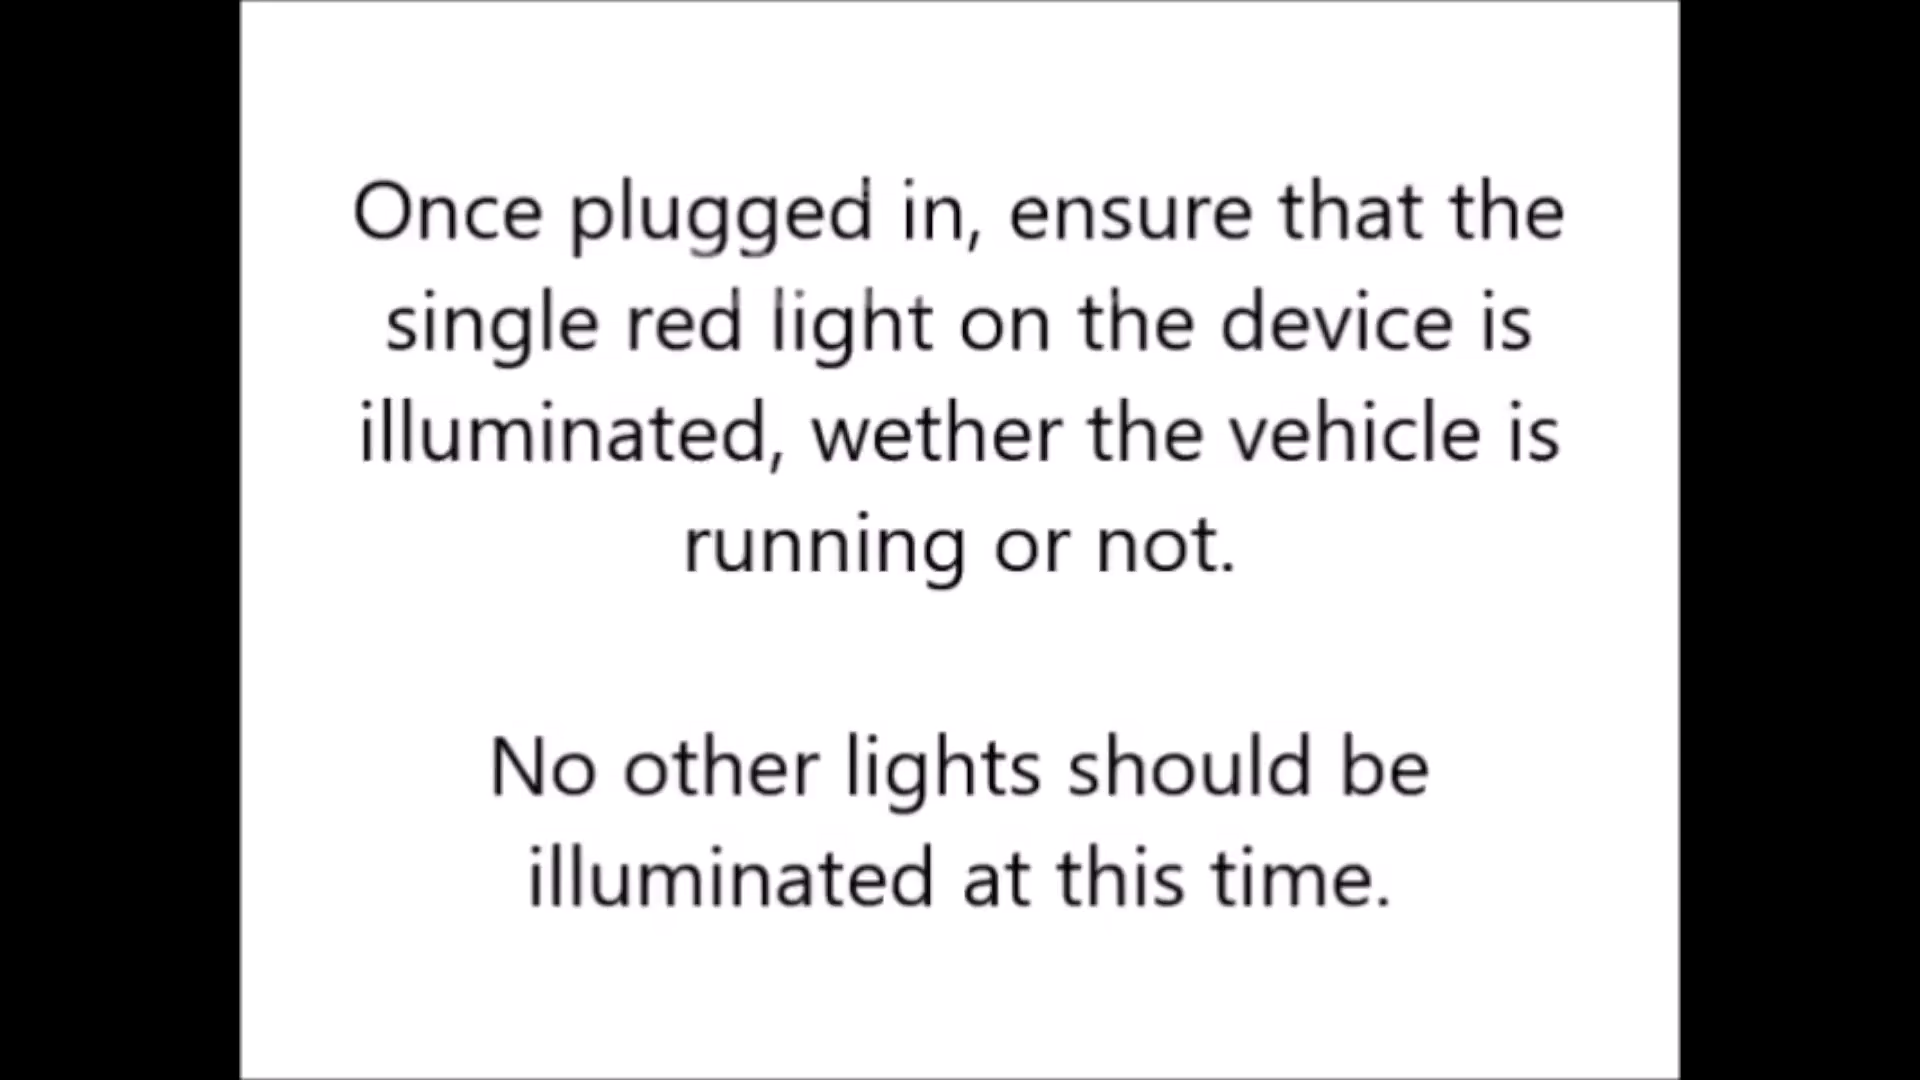 Once plugged in, ensure that the
single red light on the device is
illuminated, wether the vehicle is
running or not.
No other lights should be
illuminated at this time.